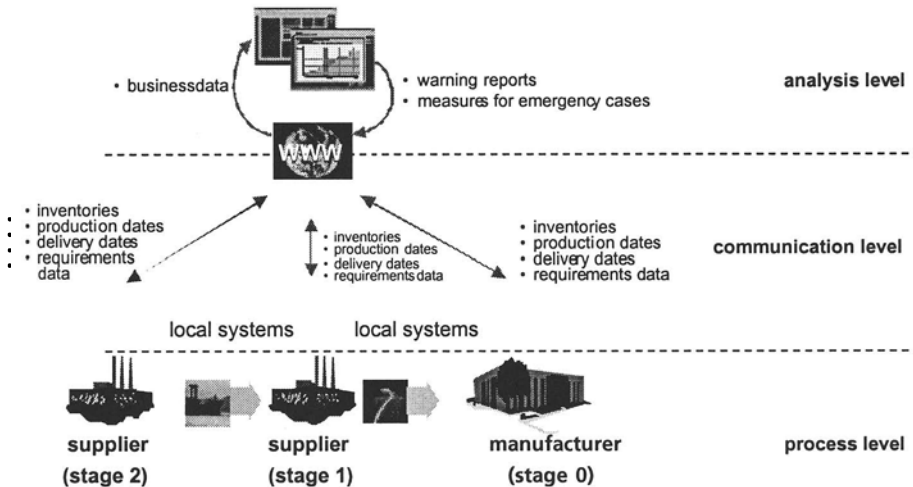 • businessdata
• warning reports
• measures for emergency cases
analysis level
WWW
• inventories
• production dates
• delivery dates
• requirements
data
• inventories
• production dates
• delivery dates
• requirements data
• inventories
• production dates
• delivery dates
• requirements data
communication level
local systems
local systems
supplier
(stage 2)
supplier
(stage 1)
manufacturer
(stage 0)
process level